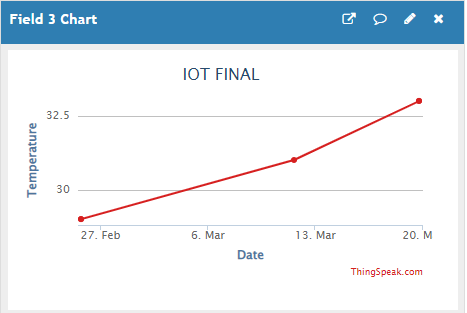 Field 3 Chart
IOT FINAL
Temperature
32.5
30
27. Feb 6. Mar 13. Mar 20. M
Date
ThingSpeak.com